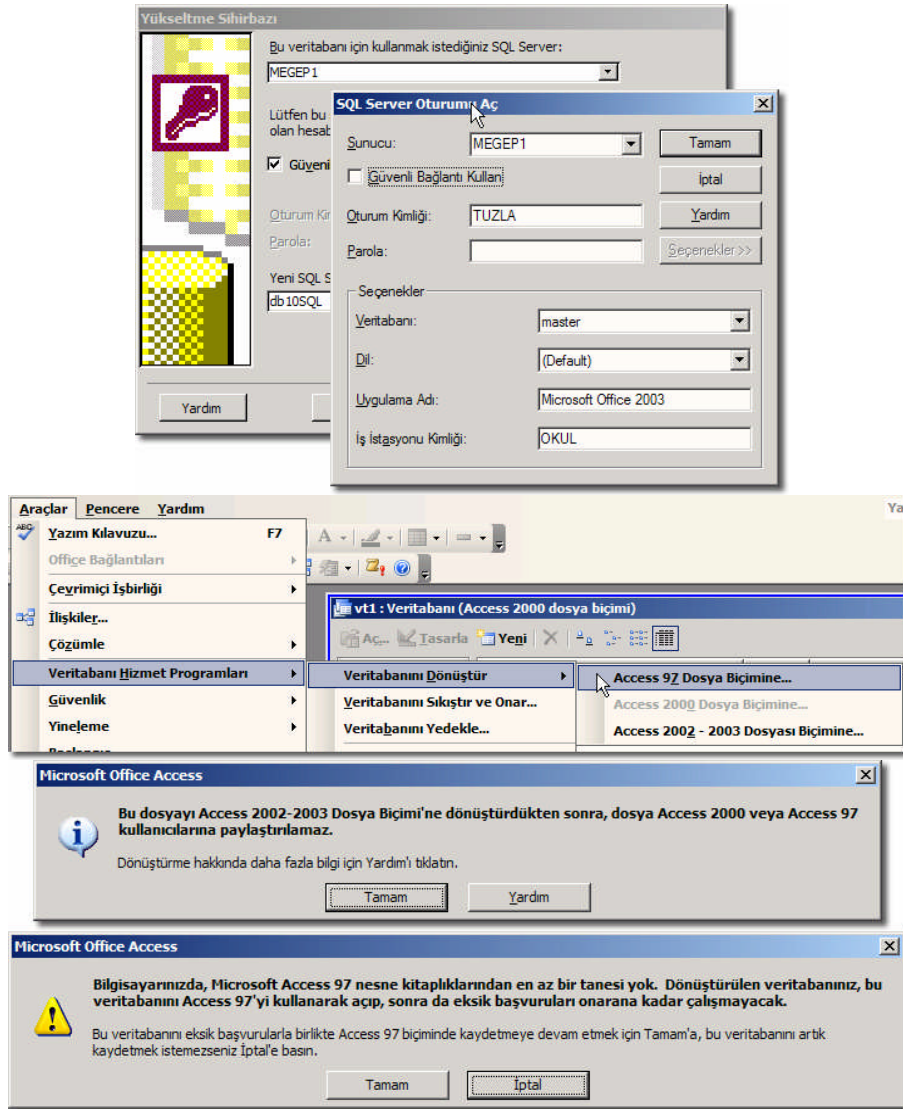 Yükseltme Sihirbazı
Bu veritabanı için kullanmak istediğiniz SQL Server:
MEGEP1
Lütfen bu
olan hesab
Güveni
Oturum Kir
Parola:
Yeni SQL S
db10SQL
Yardım
SQL Server Oturumu Aç
Sunucu:
MEGEP1
Tamam
Güvenli Bağlantı Kullan
İptal
Oturum Kimliği:
TUZLA
Yardım
Parola:
Seçenekler>>
Seçenekler
Veritabanı:
master
Dil:
(Default)
Uygulama Adı:
Microsoft Office 2003
İş İstasyonu Kimliği:
OKUL
Araçlar Pencere Yardım
Ya
ABC
Yazım Kılavuzu... F7
Office Bağlantıları
Çevrimiçi İşbirliği
İlişkiler...
Çözümle
Veritabanı Hizmet Programları
Güvenlik
Yineleme
Başlangıç
vt1 : Veritabanı (Access 2000 dosya biçimi)
Aç... Tasarla Yeni
Veritabanını Dönüştür
Veritabanını Sıkıştır ve Onar...
Veritabanını Yedekle...
Access 97 Dosya Biçimine...
Access 2000 Dosya Biçimine...
Access 2002 - 2003 Dosyası Biçimine...
Microsoft Office Access
Bu dosyayı Access 2002-2003 Dosya Biçimi'ne dönüştürdükten sonra, dosya Access 2000 veya Access 97
kullanıcılarına paylaştırılamaz.
Dönüştürme hakkında daha fazla bilgi için Yardım'ı tıklatın.
Tamam
Yardım
Microsoft Office Access
Bilgisayarınızda, Microsoft Access 97 nesne kitaplıklarından en az bir tanesi yok. Dönüştürülen veritabanınız, bu
veritabanını Access 97'yi kullanarak açıp, sonra da eksik başvuruları onarana kadar çalışmayacak.
Bu veritabanını eksik başvurularla birlikte Access 97 biçiminde kaydetmeye devam etmek için Tamam'a, bu veritabanını artık
kaydetmek istemezseniz İptal'e basın.
Tamam
İptal